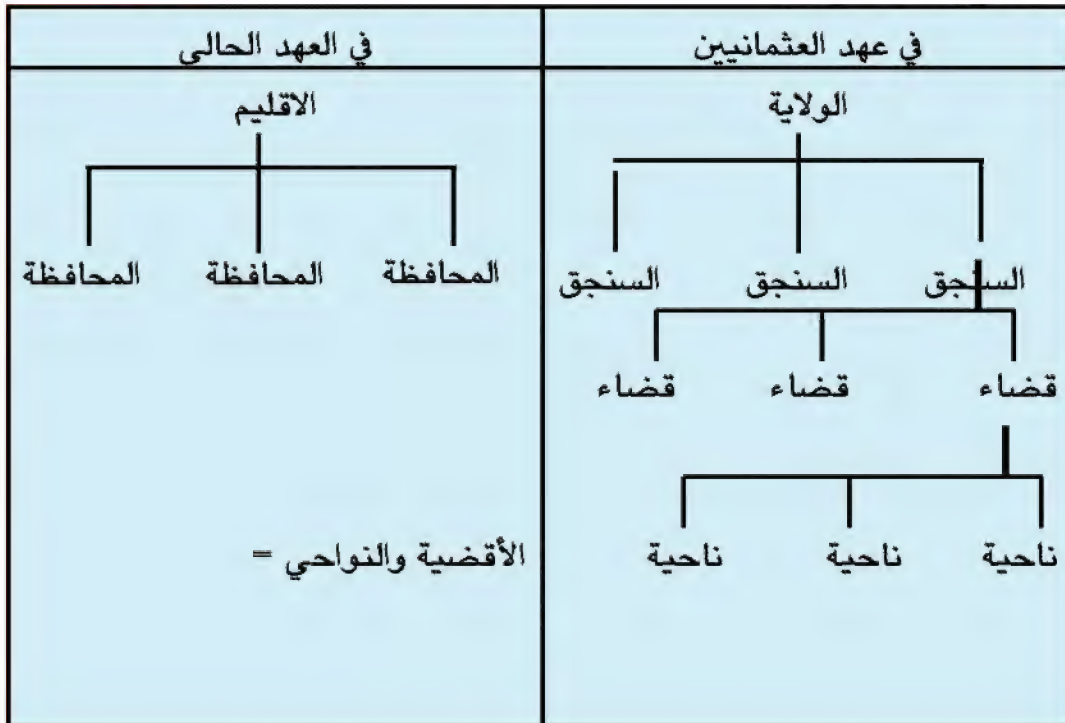 في عهد العثمانيين
في العهد الحالي
الولاية
السنجق السنجق السنجق
قضاء قضاء قضاء
ناحية ناحية ناحية
الاقليم
المحافظة المحافظة المحافظة
الأقضية والنواحي =